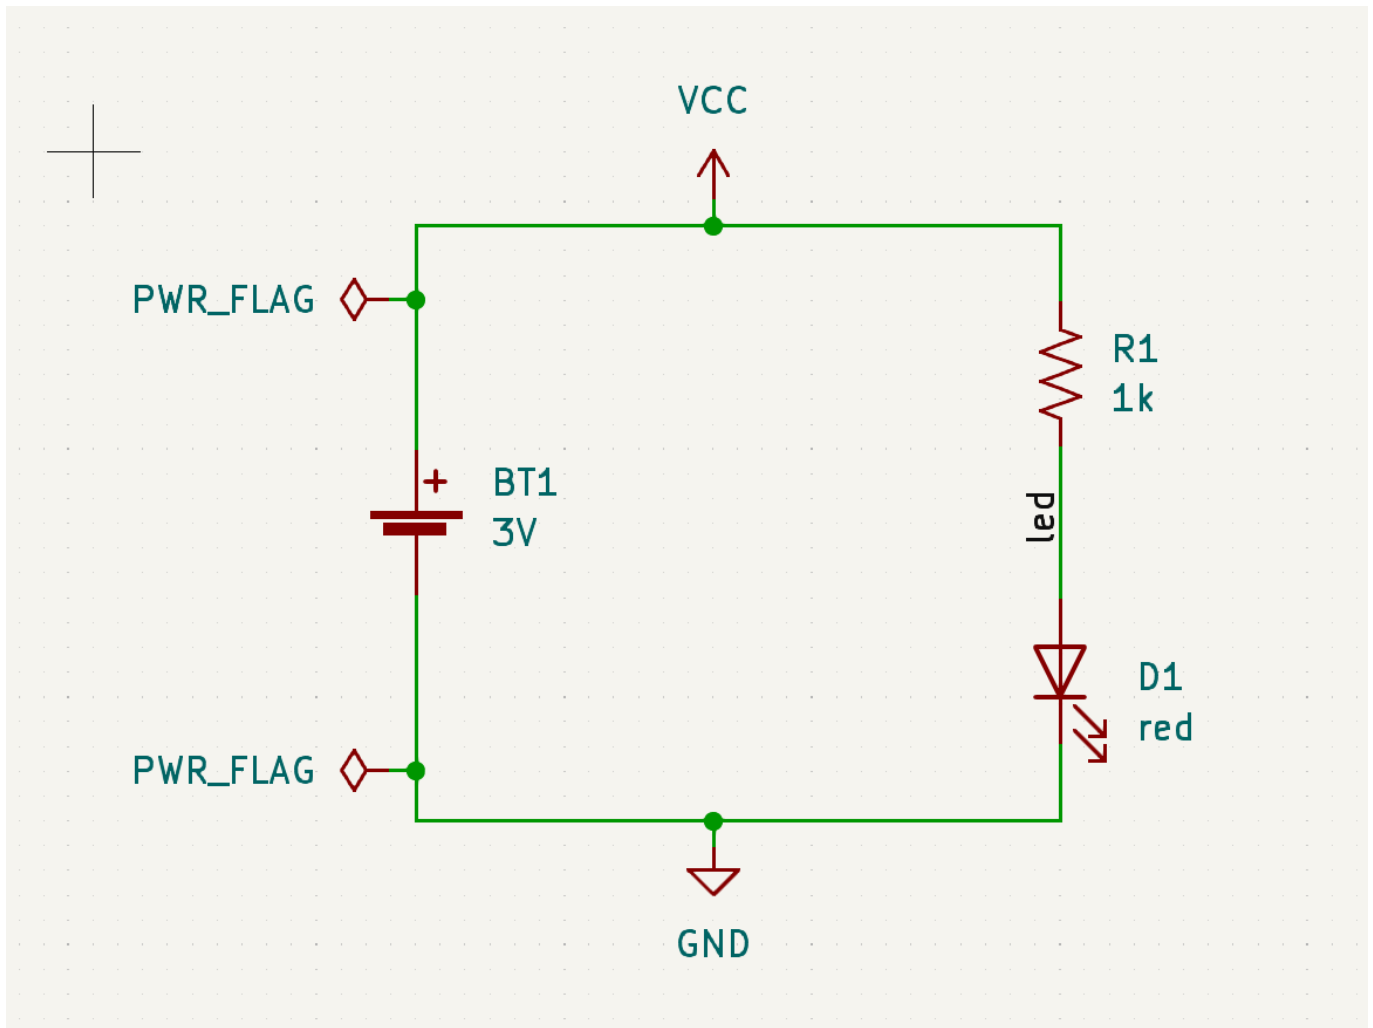 VCC
PWR_FLAG
R1
1k
+
BT1
3V
led
D1
red
PWR_FLAG
GND